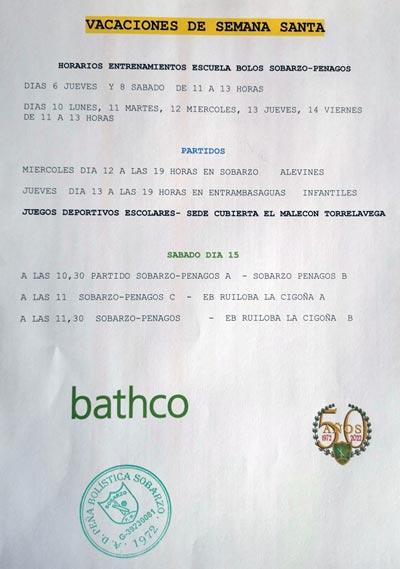 VACACIONES DE SEMANA SANTA
HORARIOS ENTRENAMIENTOS ESCUELA BOLOS SOBARZO-PENAGOS
DIAS 6 JUEVES Y 8 SABADO DE 11 A 13 HORAS
DIAS 10 LUNES, 11 MARTES, 12 MIERCOLES, 13 JUEVES, 14 VIERNES
DE 11 A 13 HORAS
PARTIDOS
MIERCOLES DIA 12 A LAS 19 HORAS EN SOBARZO ALEVINES
JUEVES DIA 13 A LAS 19 HORAS EN ENTRAMBASAGUAS INFANTILES
JUEGOS DEPORTIVOS ESCOLARES- SEDE CUBIERTA EL MALECON TORRELAVEGA
SABADO DIA 15
A LAS 10,30 PARTIDO SOBARZO-PENAGOS A - SOBARZO PENAGOS B
A LAS 11 SOBARZO-PENAGOS C - EB RUILOBA LA CIGOÑA A
A LAS 11,30 SOBARZO-PENAGOS - EB RUILOBA LA CIGOÑA B
bathco
50
AÑOS
1972 2022
A. D. PEÑA BOLÍSTICA SOBARZO
SOBARZO
G-39230081
1972